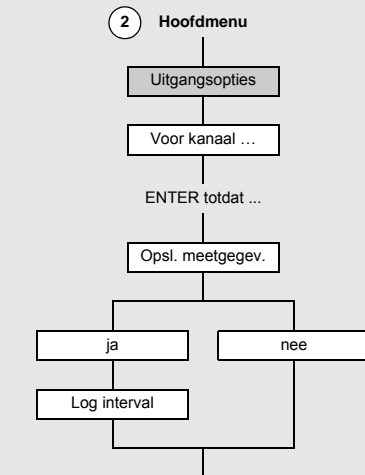 2 Hoofdmenu
Uitgangsopties
Voor kanaal …
ENTER totdat ...
Opsl. meetgegev.
ja nee
Log interval